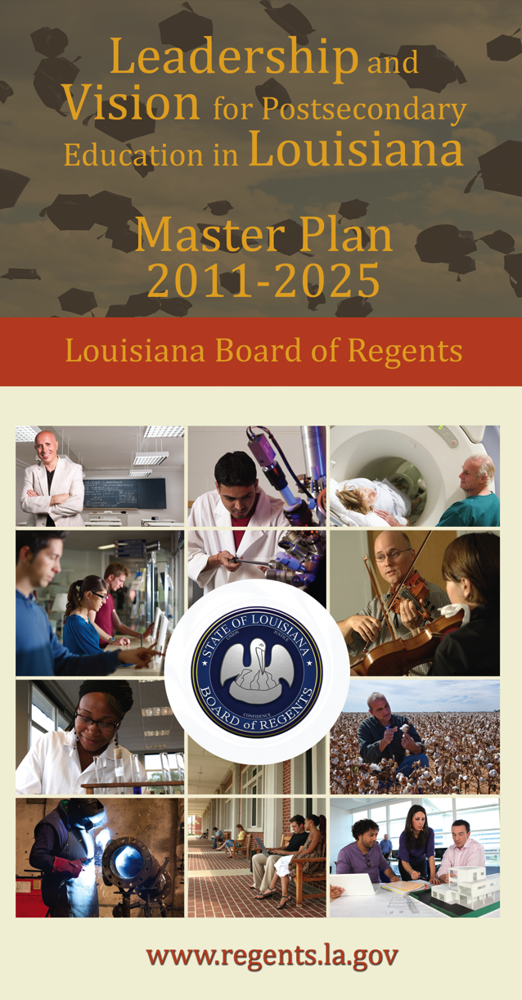 Leadership and
Vision for Postsecondary
Education in Louisiana
Master Plan
2011-2025
Louisiana Board of Regents
STATE OF LOUISIANA
UNION
JUSTICE
CONFIDENCE
BOARD of REGENTS
www.regents.la.gov